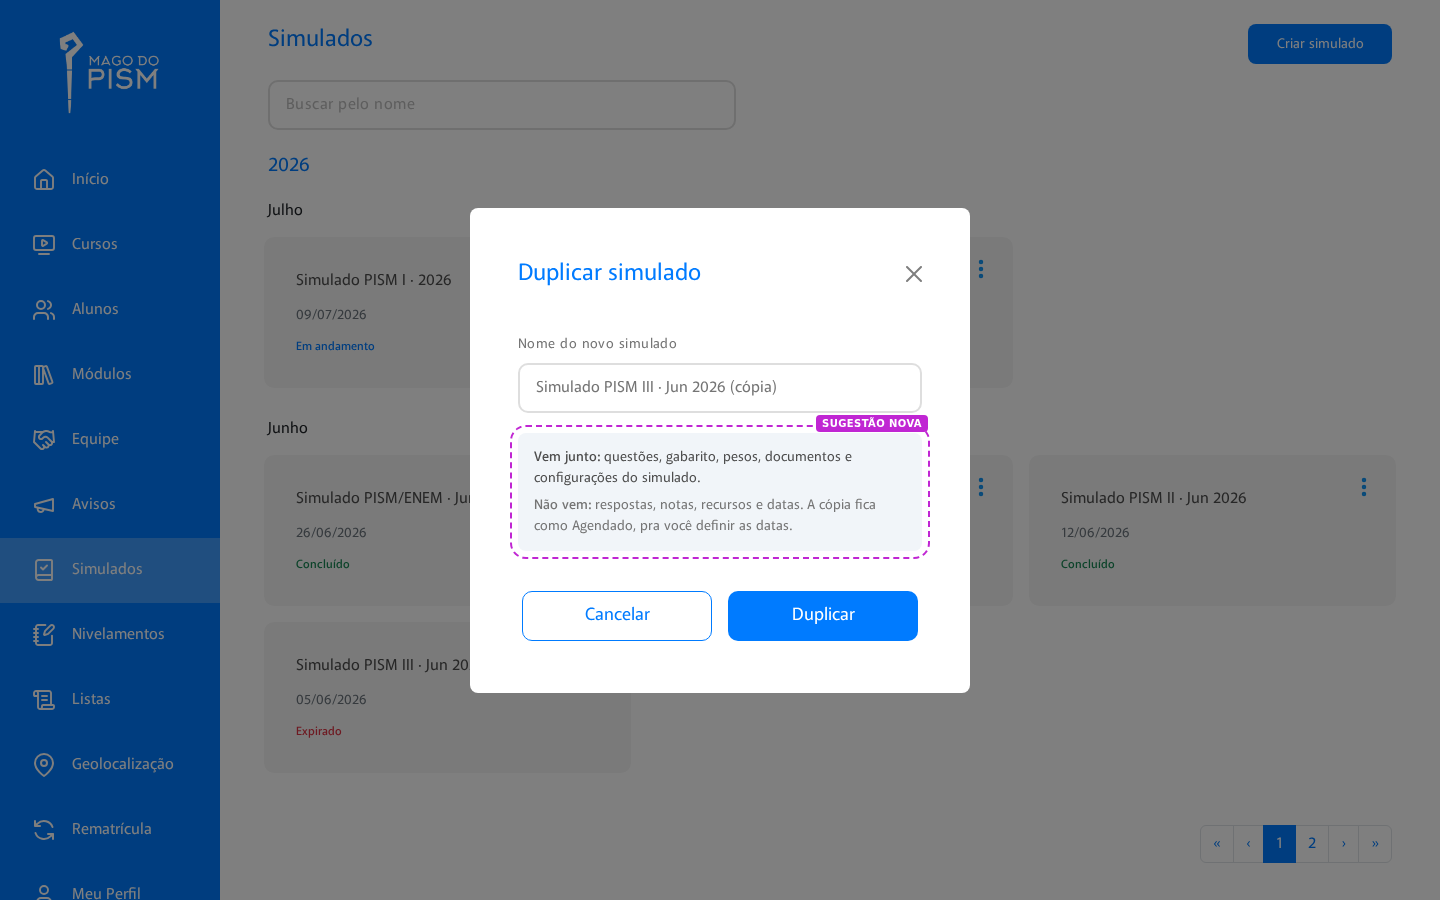 MAGO DO
PISM
Início
Cursos
Alunos
Módulos
Equipe
Avisos
Simulados
Nivelamentos
Listas
Geolocalização
Rematrícula
Meu Perfil
Simulados
Criar simulado
Buscar pelo nome
2026
Julho
Simulado PISM I · 2026
09/07/2026
Em andamento
Junho
Simulado PISM/ENEM · Ju
26/06/2026
Concluído
Simulado PISM II · Jun 2026
12/06/2026
Concluído
Simulado PISM III · Jun 20
05/06/2026
Expirado
Duplicar simulado
Nome do novo simulado
Simulado PISM III · Jun 2026 (cópia)
SUGESTÃO NOVA
Vem junto: questões, gabarito, pesos, documentos e
configurações do simulado.
Não vem: respostas, notas, recursos e datas. A cópia fica
como Agendado, pra você definir as datas.
Cancelar
Duplicar
« ‹ 1 2 › »